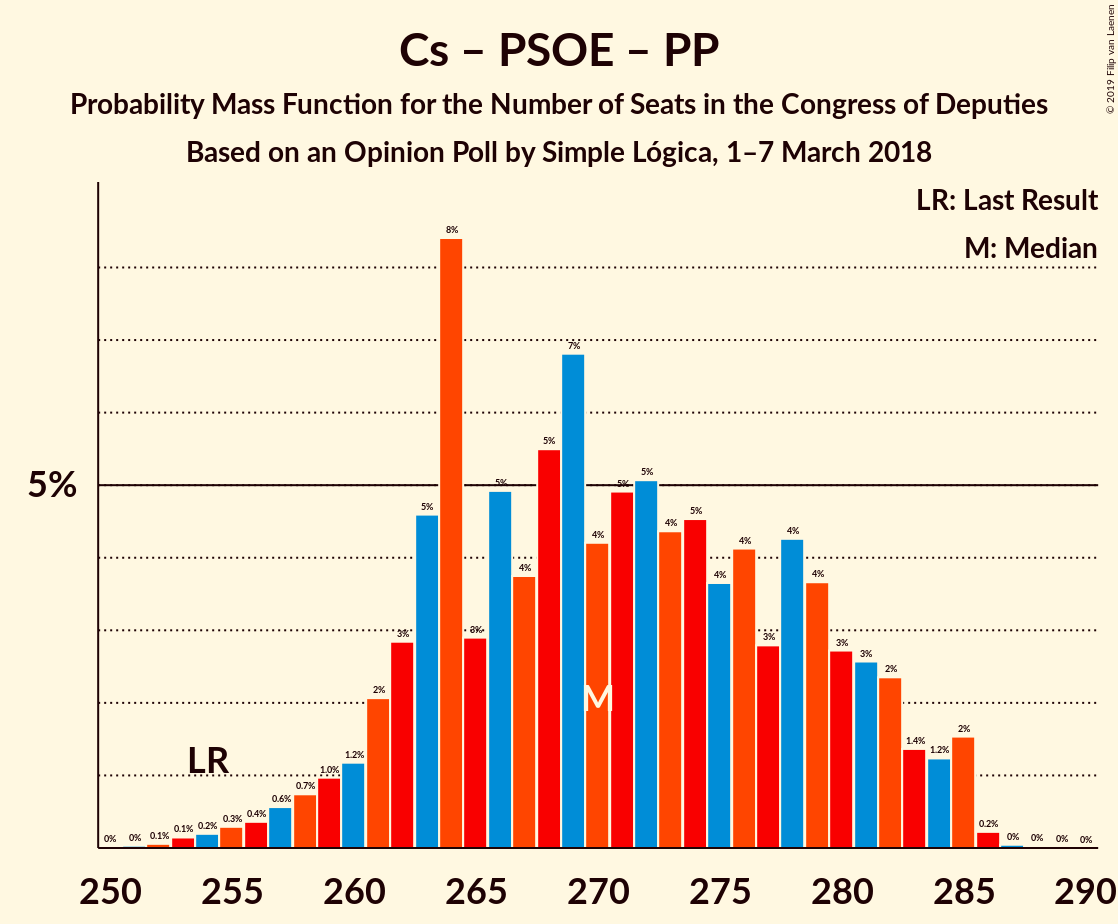 Cs – PSOE – PP
Probability Mass Function for the Number of Seats in the Congress of Deputies
Based on an Opinion Poll by Simple Lógica, 1–7 March 2018
© 2019 Filip van Laenen
LR: Last Result
M: Median
5%
0% 0% 0.1% 0.1% 0.2% 0.3% 0.4% 0.6% 0.7% 1.0% 1.2% 2% 3% 5% 8% 3% 5% 4% 5% 7% 4% 5% 5% 4% 5% 4% 4% 3% 4% 4% 3% 3% 2% 1.4% 1.2% 2% 0.2% 0% 0% 0% 0%
LR
M
250 255 260 265 270 275 280 285 290